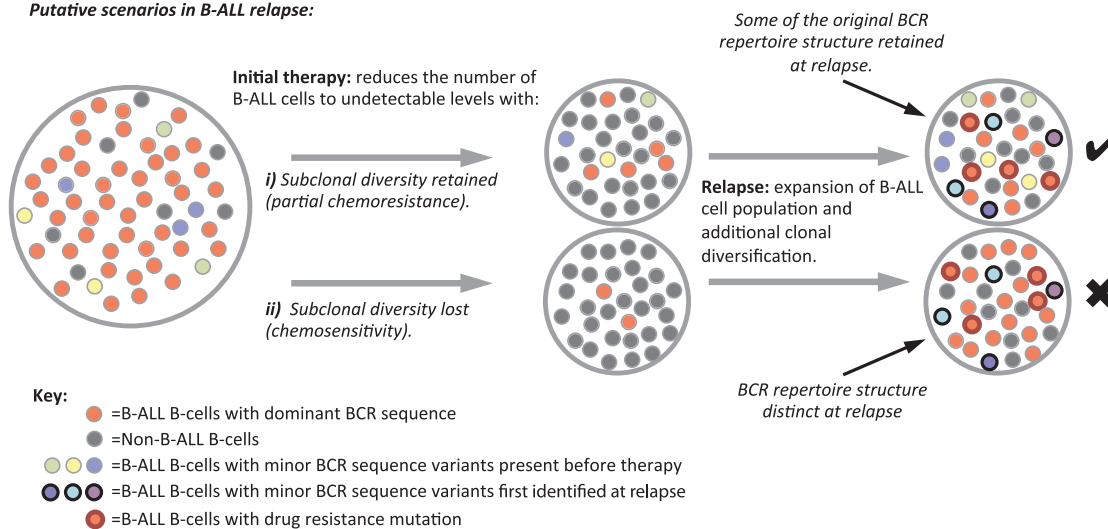 Putative scenarios in B-ALL relapse:
Initial therapy: reduces the number of
B-ALL cells to undetectable levels with:
i) Subclonal diversity retained
(partial chemoresistance).
ii) Subclonal diversity lost
(chemosensitivity).
Some of the original BCR
repertoire structure retained
at relapse.
Relapse: expansion of B-ALL
cell population and
additional clonal
diversification.
BCR repertoire structure
distinct at relapse
Key:
=B-ALL B-cells with dominant BCR sequence
=Non-B-ALL B-cells
=B-ALL B-cells with minor BCR sequence variants present before therapy
=B-ALL B-cells with minor BCR sequence variants first identified at relapse
=B-ALL B-cells with drug resistance mutation